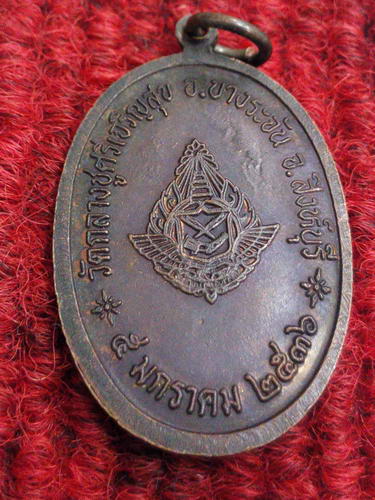 วัดกลางชูศรีเจริญสุข อ.บางระจัน จ.สิงห์บุรี
๕ มกราคม ๒๕๓๖